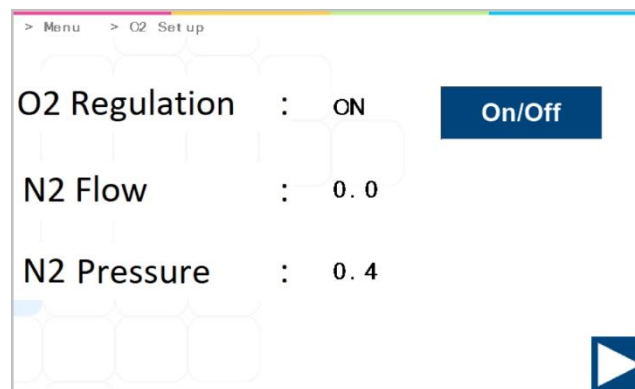 > Menu > O2 Set up
O2 Regulation : ON On/Off
N2 Flow : 0.0
N2 Pressure : 0.4